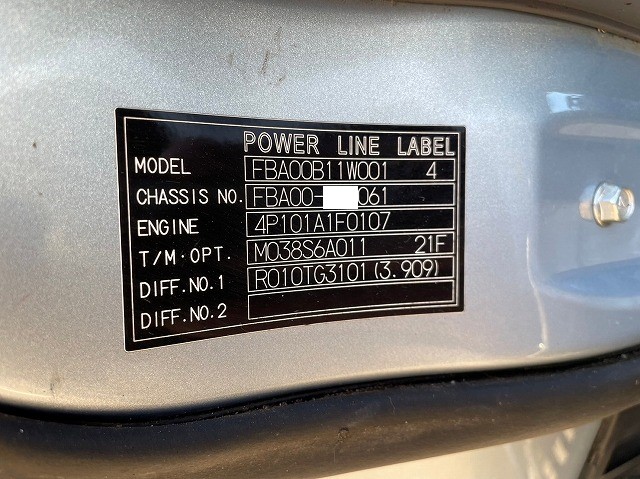 POWER LINE LABEL
MODEL FBA00B11W001 4
CHASSIS NO. FBA00- 061
ENGINE 4P101A1F0107
T/M·OPT. M038S6A011 21F
DIFF.NO.1 R010TG3101(3.909)
DIFF.NO.2